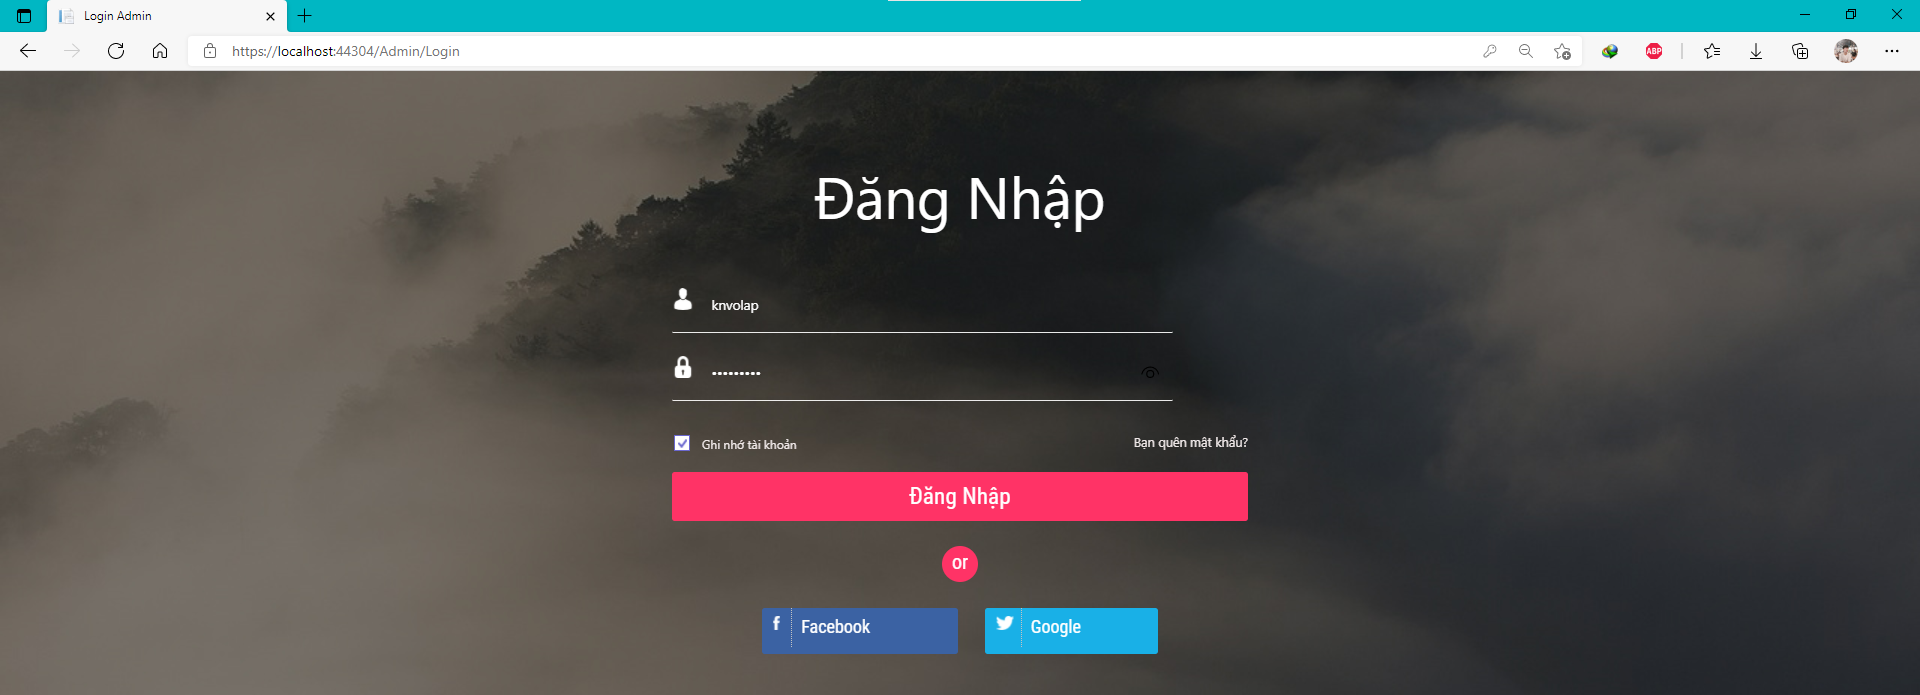 Login Admin
https://localhost:44304/Admin/Login
ABP
Đăng Nhập
knvolap
Ghi nhớ tài khoản
Bạn quên mật khẩu?
Đăng Nhập
or
f Facebook
Google